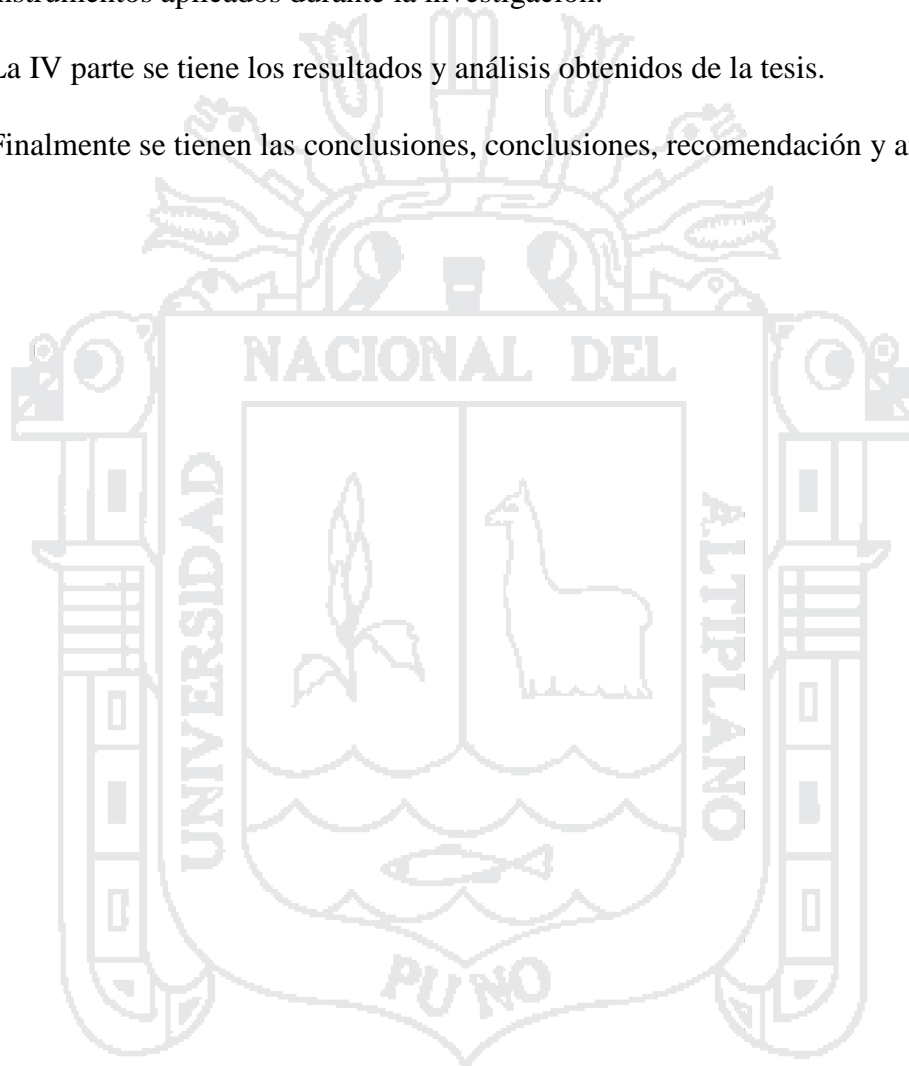 instrumentos aplicados durante la investigación.
La IV parte se tiene los resultados y análisis obtenidos de la tesis.
Finalmente se tienen las conclusiones, conclusiones, recomendación y
NACIONAL DEL
UNIVERSIDAD
ALTIPLANO
PUNO